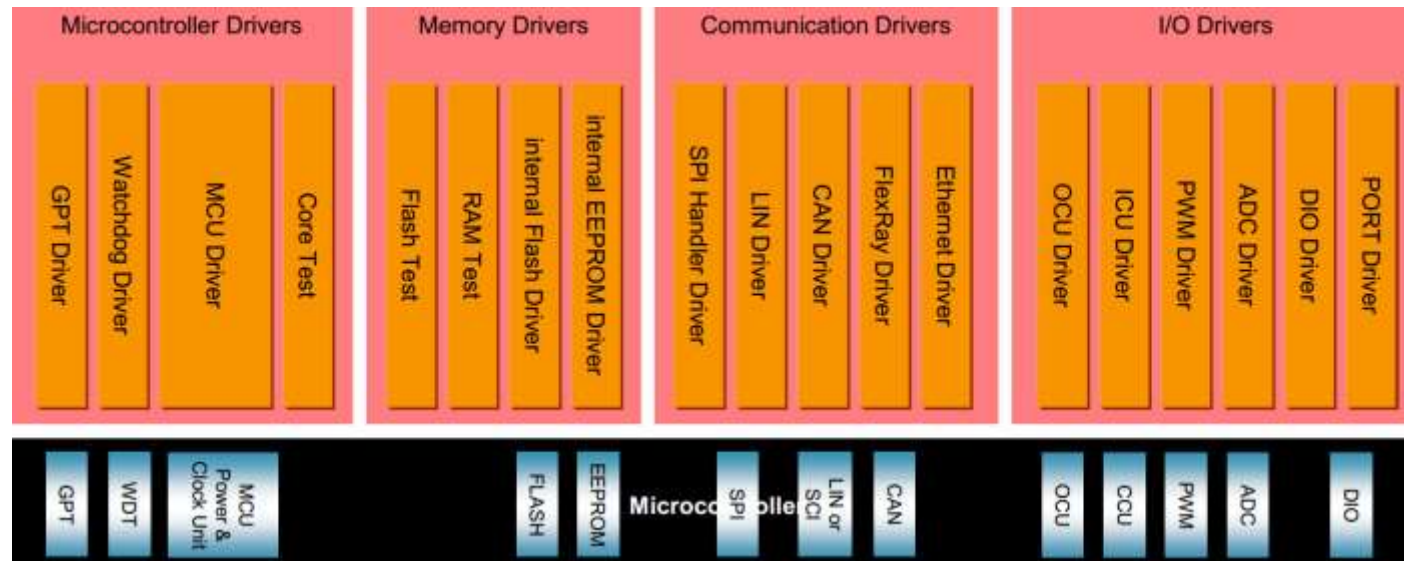 Microcontroller Drivers
Memory Drivers
Communication Drivers
I/O Drivers
GPT Driver
Watchdog Driver
MCU Driver
Core Test
Flash Test
RAM Test
internal Flash Driver
internal EEPROM Driver
SPI Handler Driver
LIN Driver
CAN Driver
FlexRay Driver
Ethernet Driver
OCU Driver
ICU Driver
PWM Driver
ADC Driver
DIO Driver
PORT Driver
GPT
WDT
MCU
Power &
Clock Unit
FLASH
EEPROM
SPI
LIN or
SCI
CAN
OCU
CCU
PWM
ADC
DIO